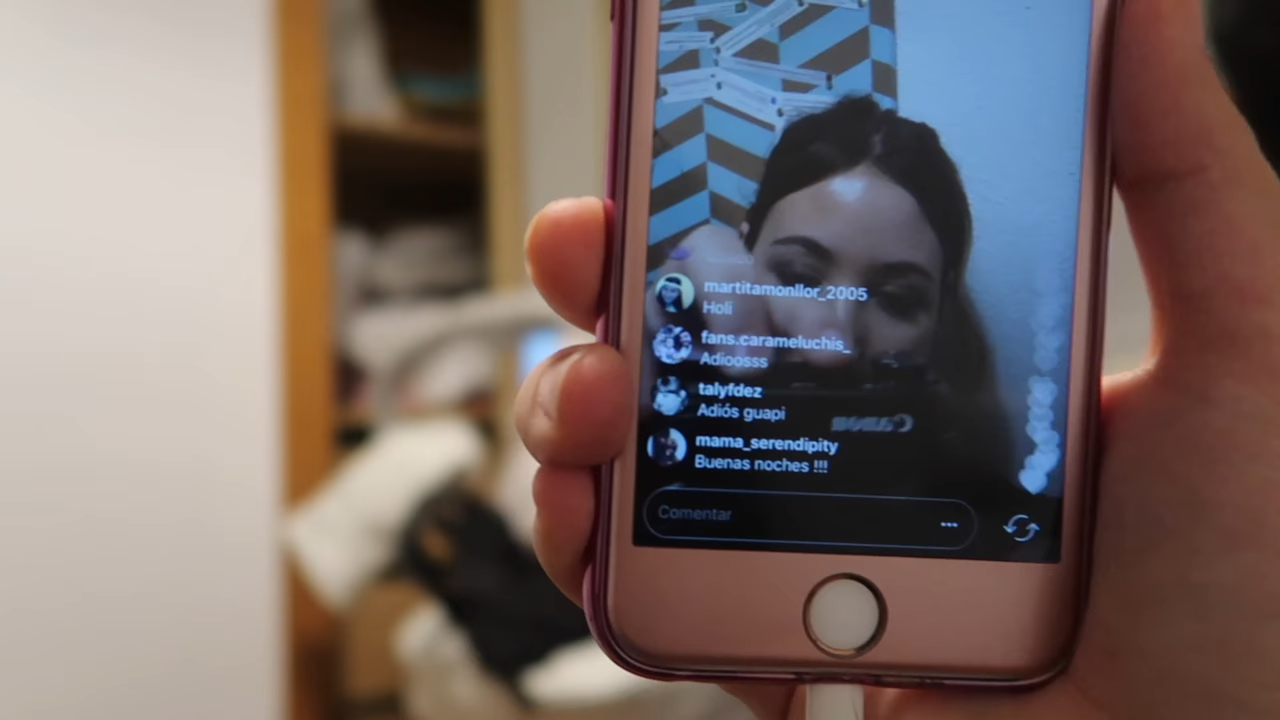 martitamonllor_2005
Holi
fans.carameluchis_
Adioosss
talyfdez
Adiós guapi
mama_serendipity
Buenas noches !!!
Comentar